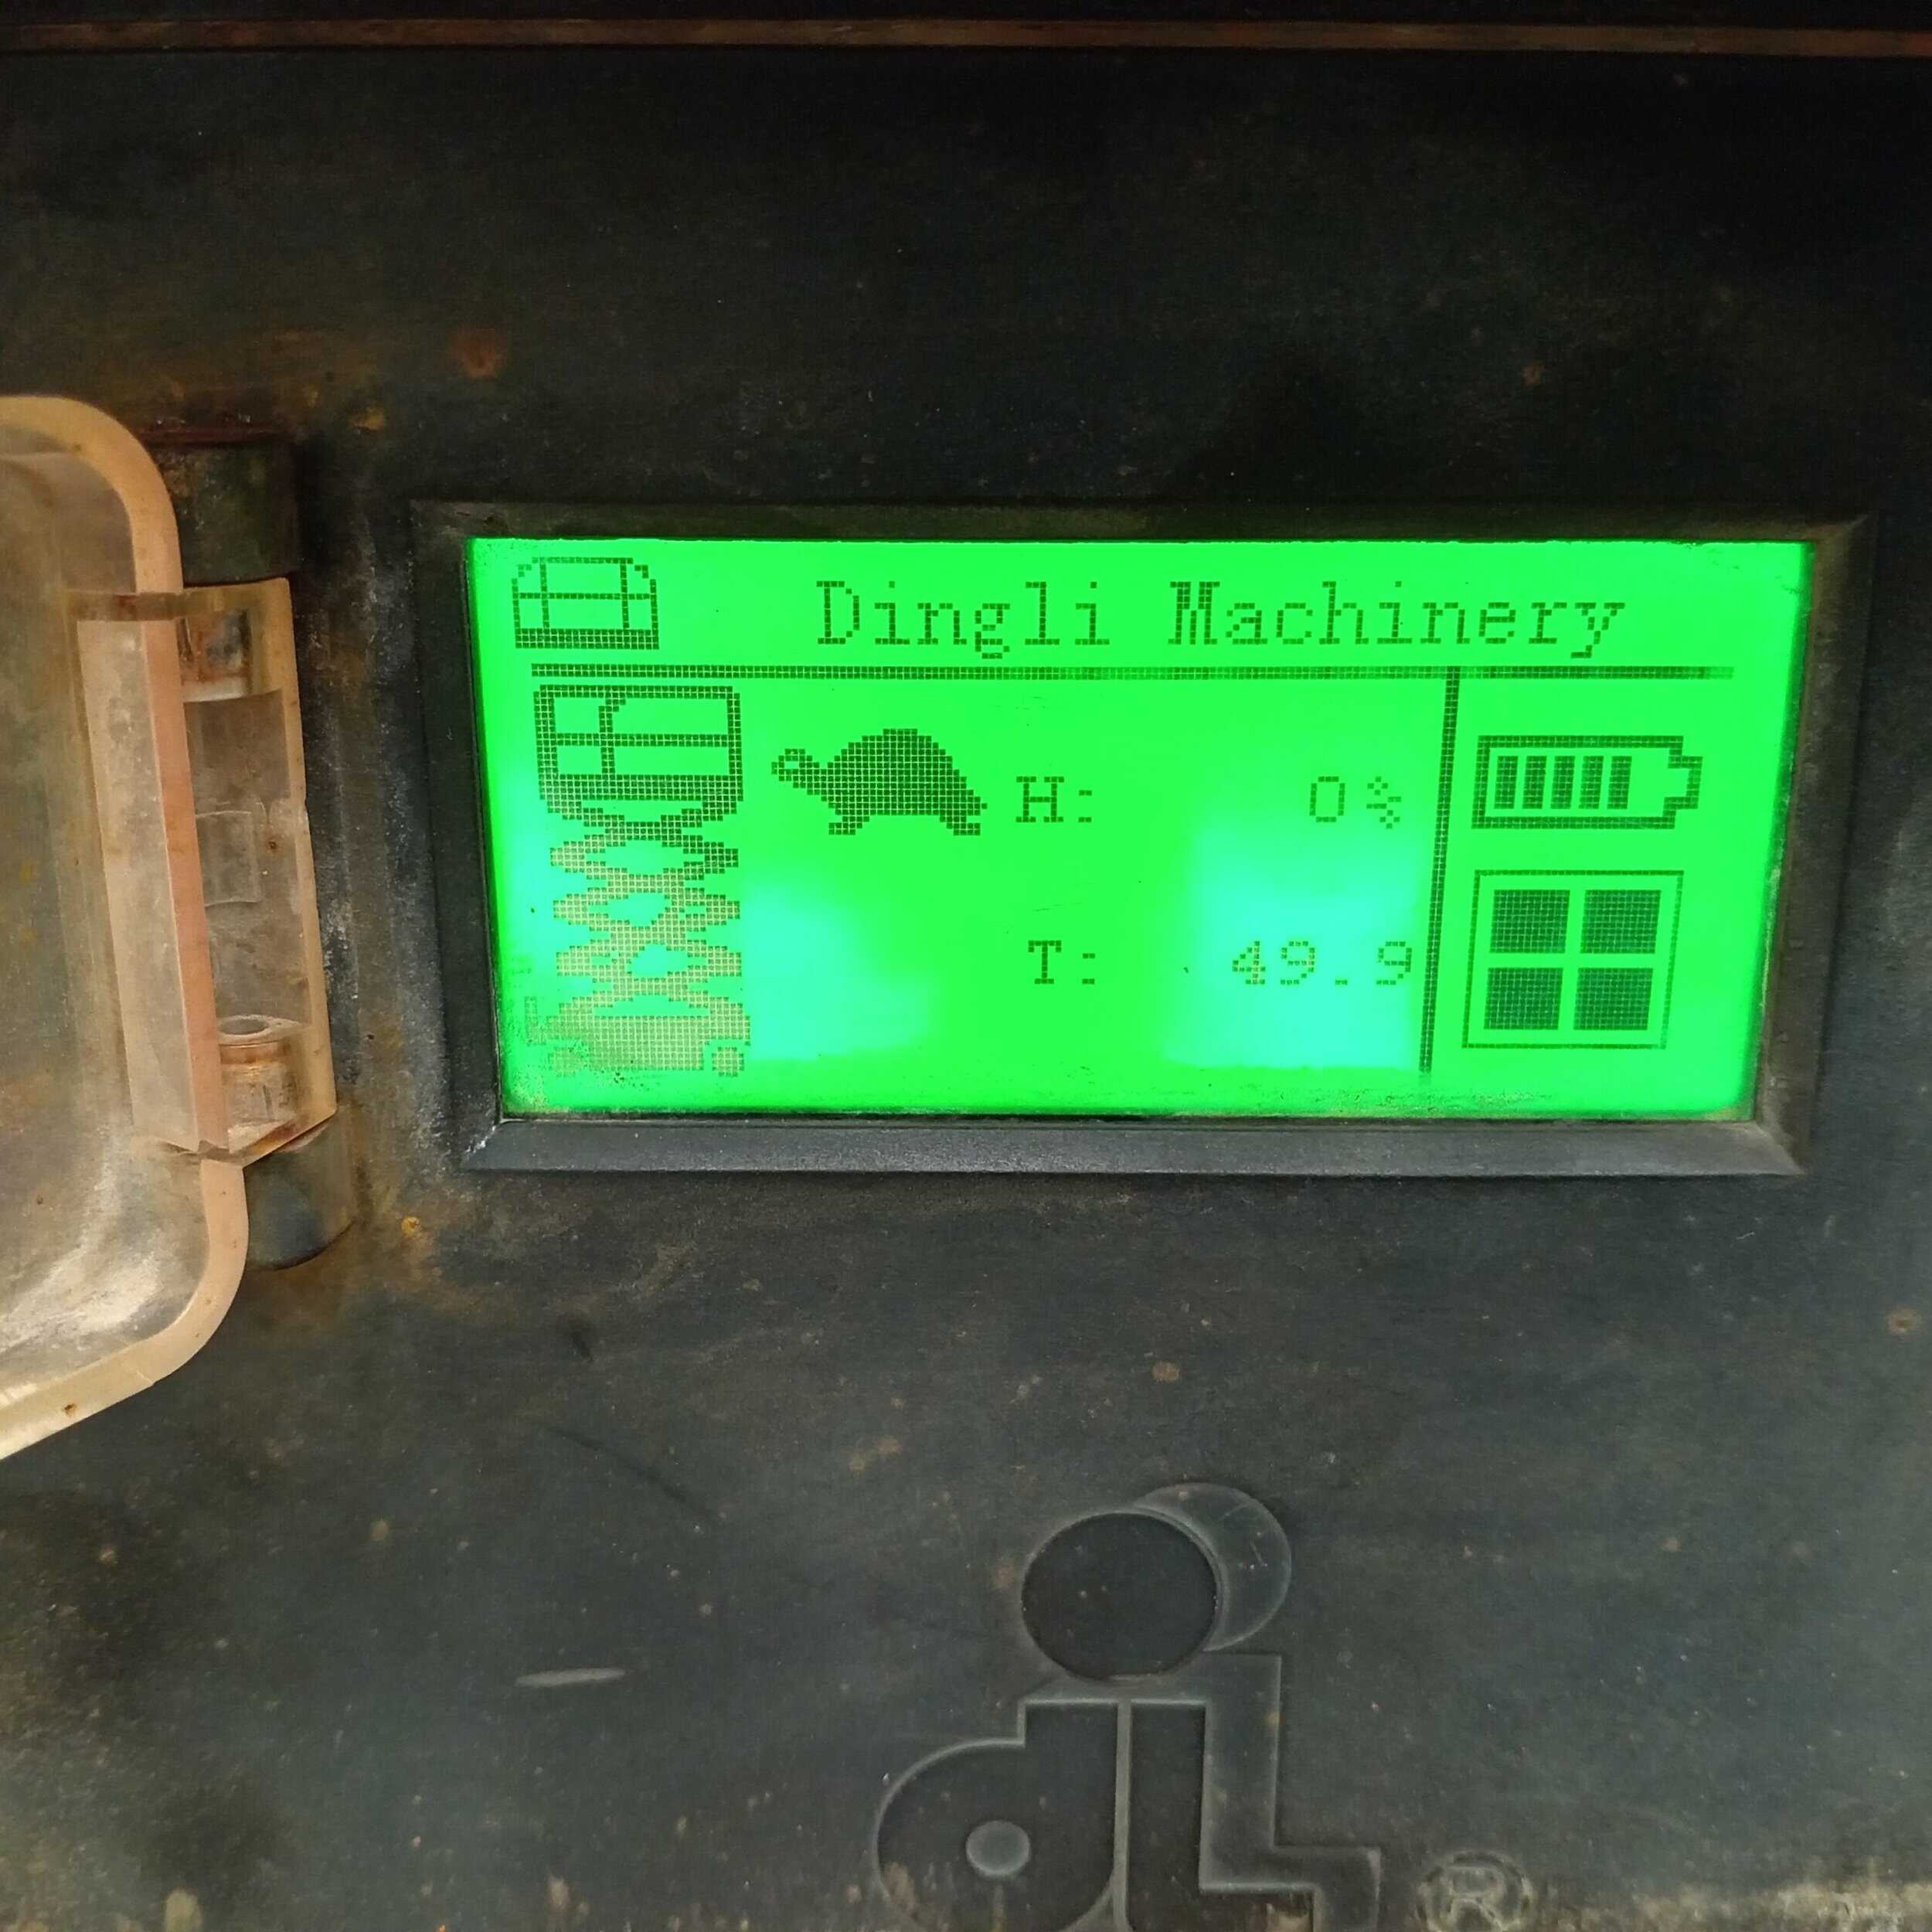 Dingli Machinery
H: 0%
T: 49.9
dL
®